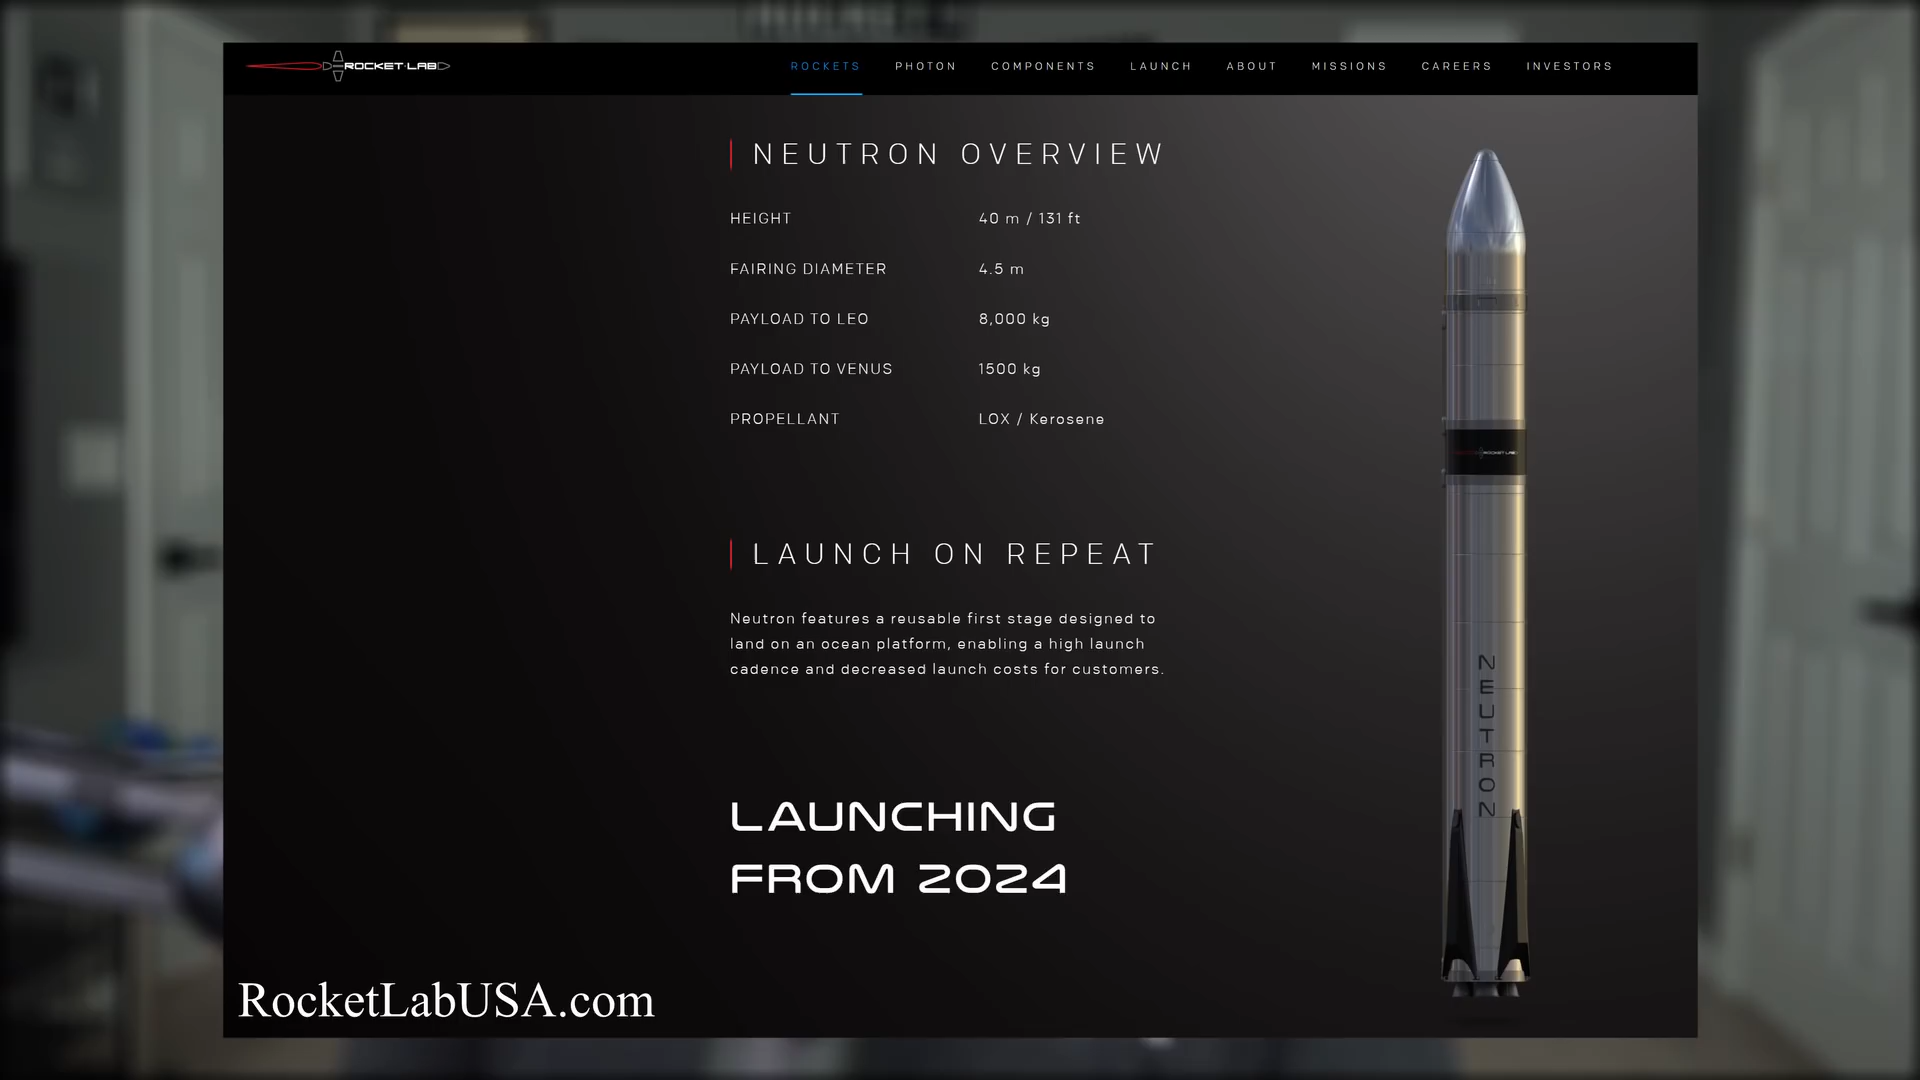 ROCKET LAB
ROCKETS PHOTON COMPONENTS LAUNCH ABOUT MISSIONS CAREERS INVESTORS
NEUTRON OVERVIEW
HEIGHT 40 m / 131 ft
FAIRING DIAMETER 4.5 m
PAYLOAD TO LEO 8,000 kg
PAYLOAD TO VENUS 1500 kg
PROPELLANT LOX / Kerosene
ROCKET LAB
LAUNCH ON REPEAT
Neutron features a reusable first stage designed to
land on an ocean platform, enabling a high launch
cadence and decreased launch costs for customers.
NEUTRON
LAUNCHING
FROM 2024
RocketLabUSA.com